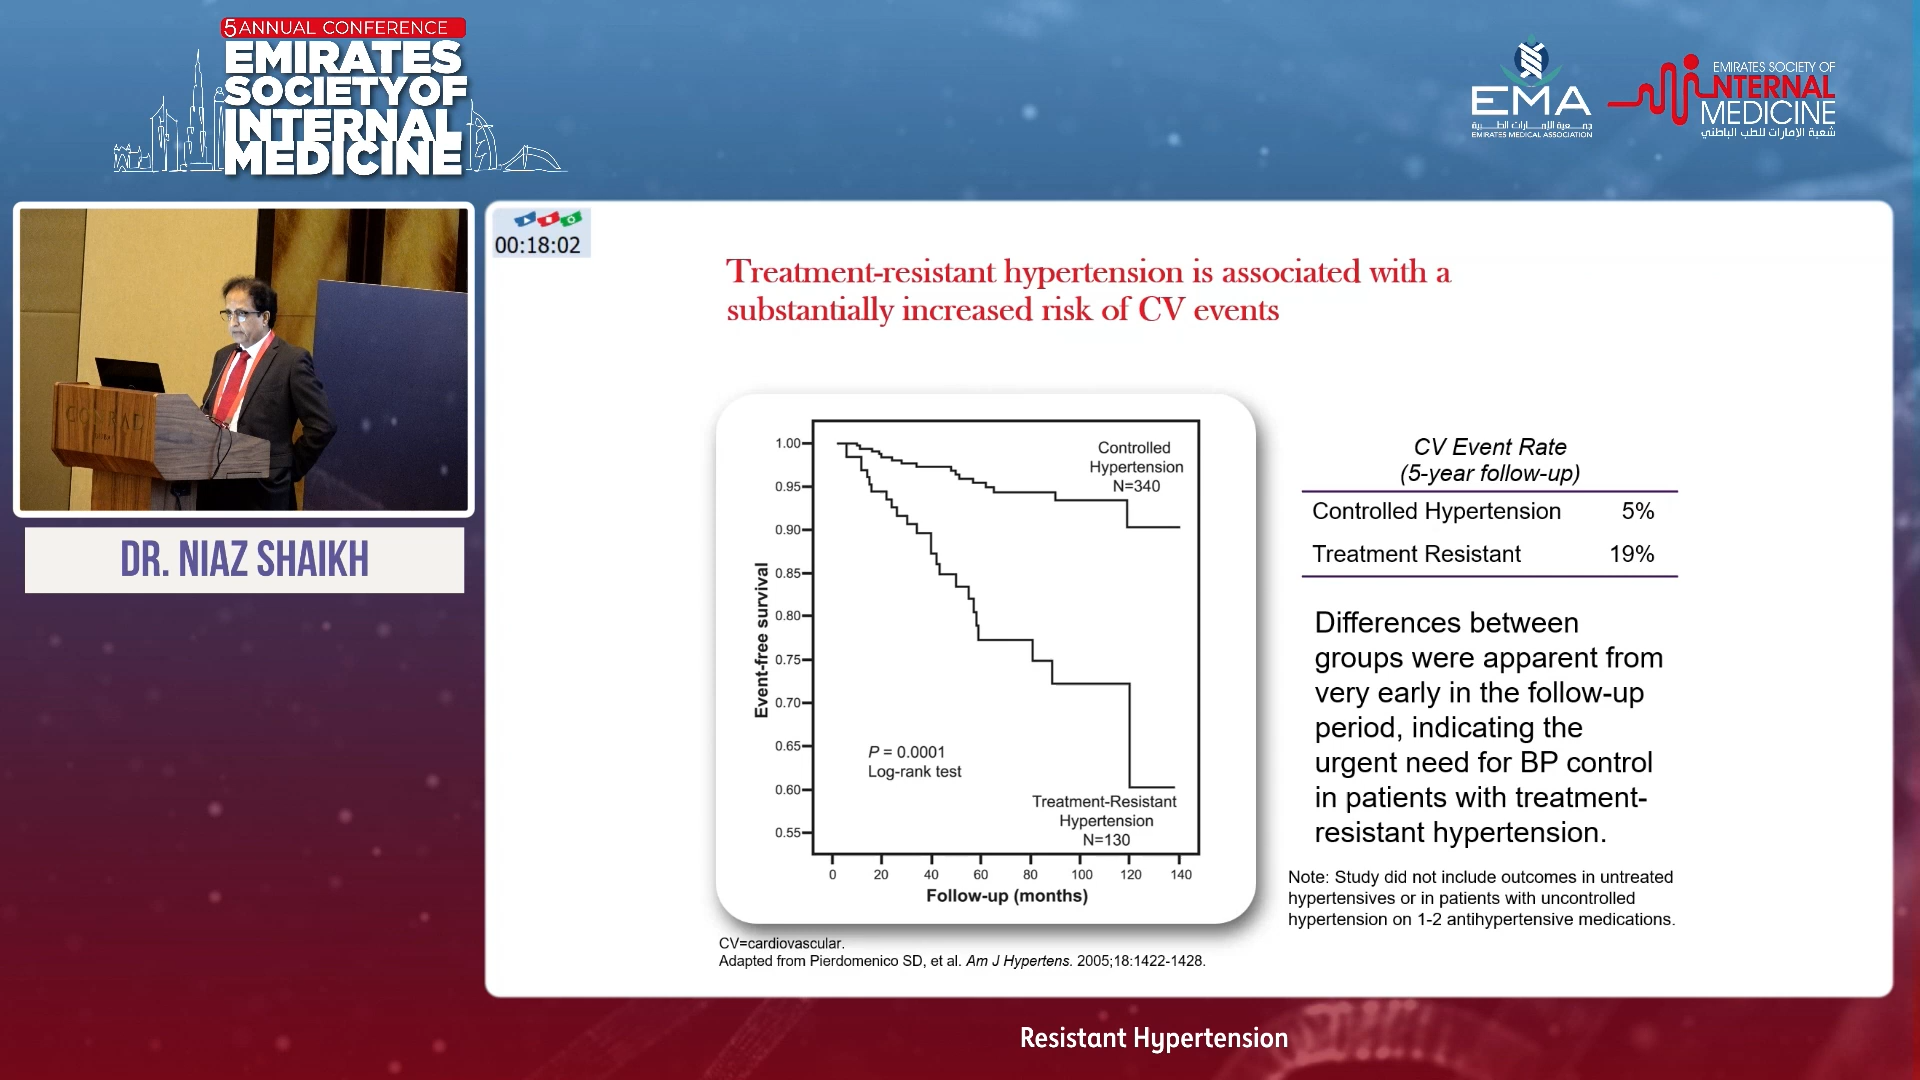 5 ANNUAL CONFERENCE
EMIRATES
SOCIETY OF
INTERNAL
MEDICINE
EMA
جمعية الإمارات الطبية
EMIRATES MEDICAL ASSOCIATION
EMIRATES SOCIETY OF
INTERNAL
MEDICINE
شعبة الإمارات للطب الباطني
CONRAD
DR. NIAZ SHAIKH
00:18:02
Treatment-resistant hypertension is associated with a
substantially increased risk of CV events
Event-free survival
1.00
0.95
0.90
0.85
0.80
0.75
0.70
0.65
0.60
0.55
Controlled
Hypertension
N=340
P = 0.0001
Log-rank test
Treatment-Resistant
Hypertension
N=130
0 20 40 60 80 100 120 140
Follow-up (months)
CV Event Rate
(5-year follow-up)
Controlled Hypertension 5%
Treatment Resistant 19%
Differences between
groups were apparent from
very early in the follow-up
period, indicating the
urgent need for BP control
in patients with treatment-
resistant hypertension.
Note: Study did not include outcomes in untreated
hypertensives or in patients with uncontrolled
hypertension on 1-2 antihypertensive medications.
CV=cardiovascular.
Adapted from Pierdomenico SD, et al. Am J Hypertens. 2005;18:1422-1428.
Resistant Hypertension